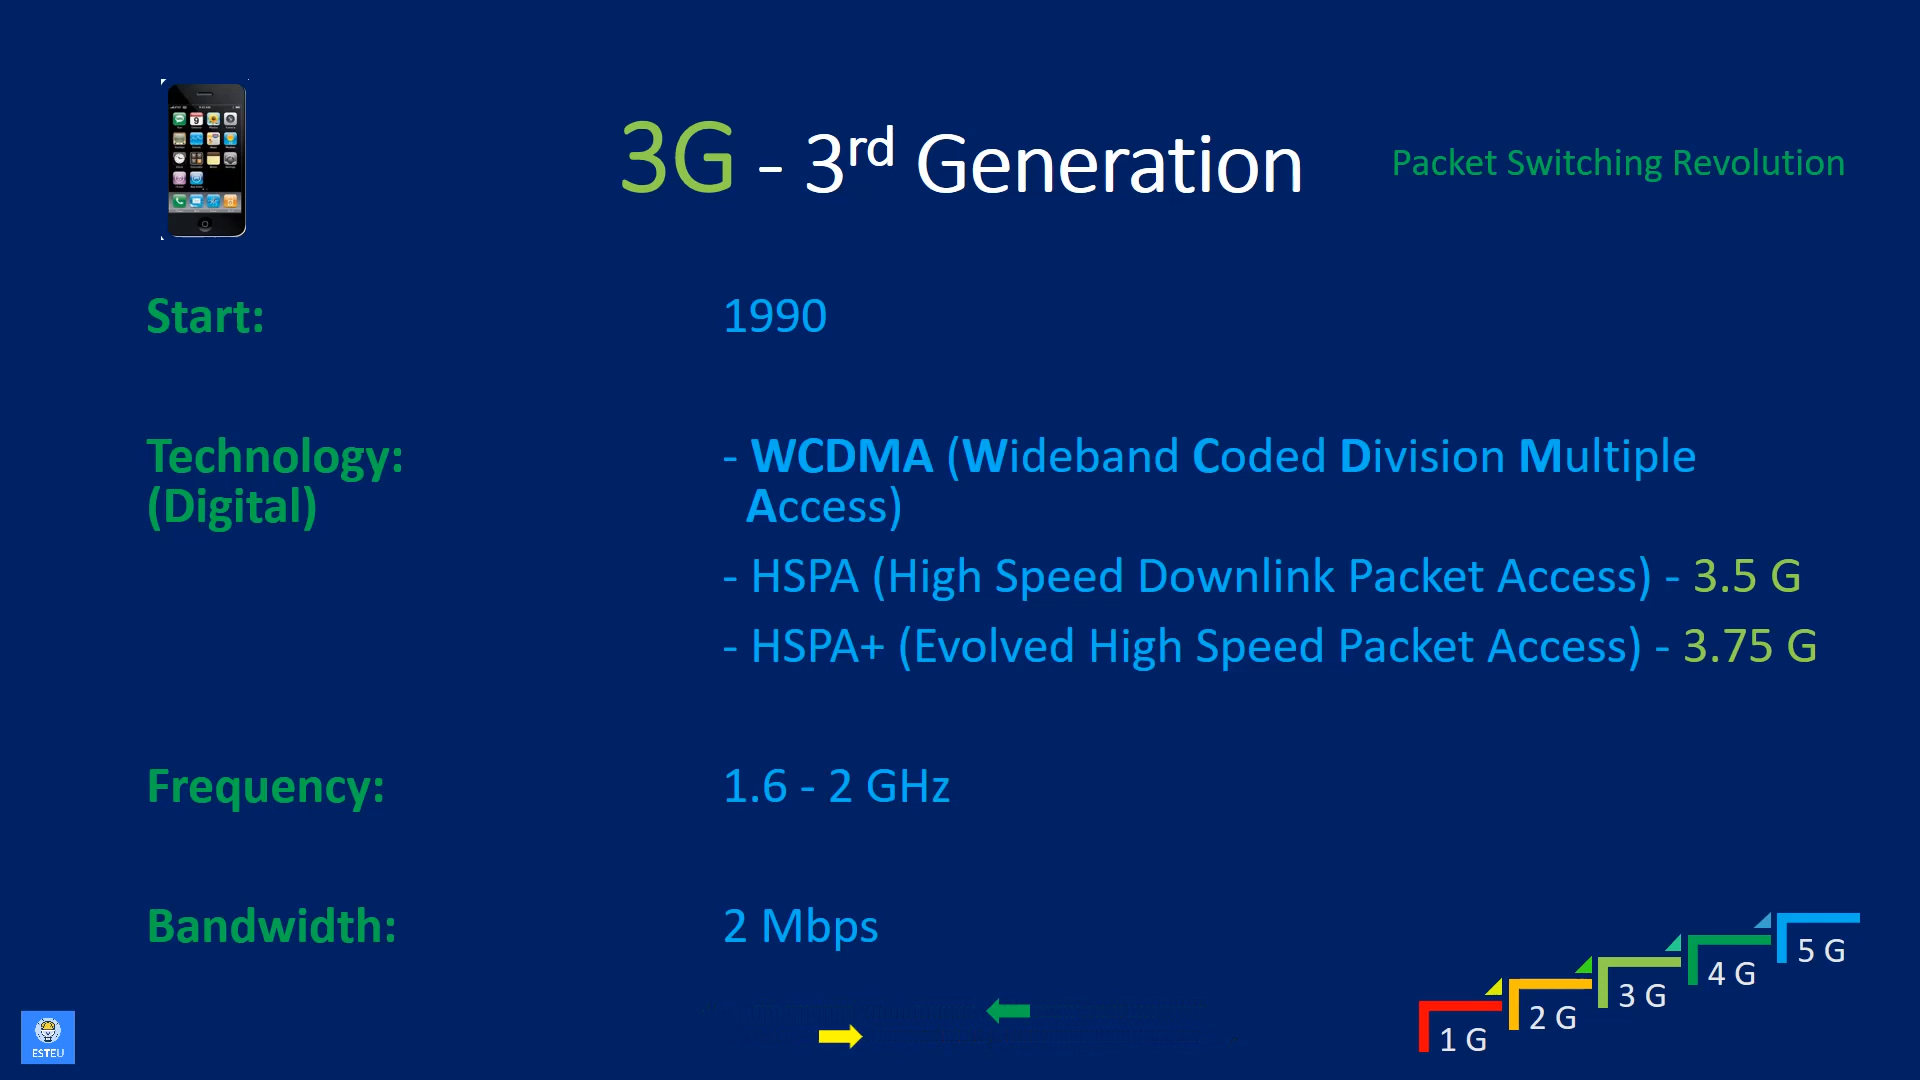 3G - 3rd Generation
Packet Switching Revolution
Start:
1990
Technology:
(Digital)
- WCDMA (Wideband Coded Division Multiple
Access)
- HSPA (High Speed Downlink Packet Access) - 3.5 G
- HSPA+ (Evolved High Speed Packet Access) - 3.75 G
Frequency:
1.6 - 2 GHz
Bandwidth:
2 Mbps
1 G
2 G
3 G
4 G
5 G
ESTEU